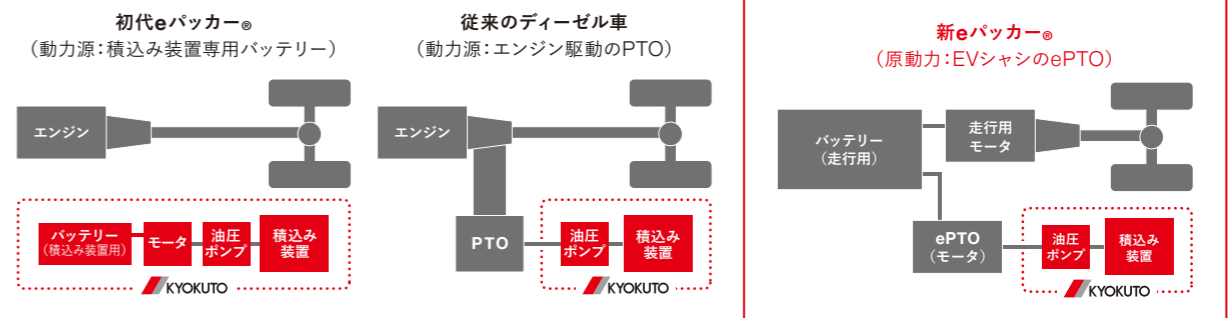 初代eパッカー®
（動力源：積込み装置専用バッテリー）
エンジン
バッテリー
（積込み装置用）
モータ
油圧
ポンプ
積込み
装置
KYOKUTO
従来のディーゼル車
（動力源：エンジン駆動のPTO）
エンジン
PTO
油圧
ポンプ
積込み
装置
KYOKUTO
新eパッカー®
（原動力：EVシャシのePTO）
バッテリー
（走行用）
走行用
モータ
ePTO
（モータ）
油圧
ポンプ
積込み
装置
KYOKUTO